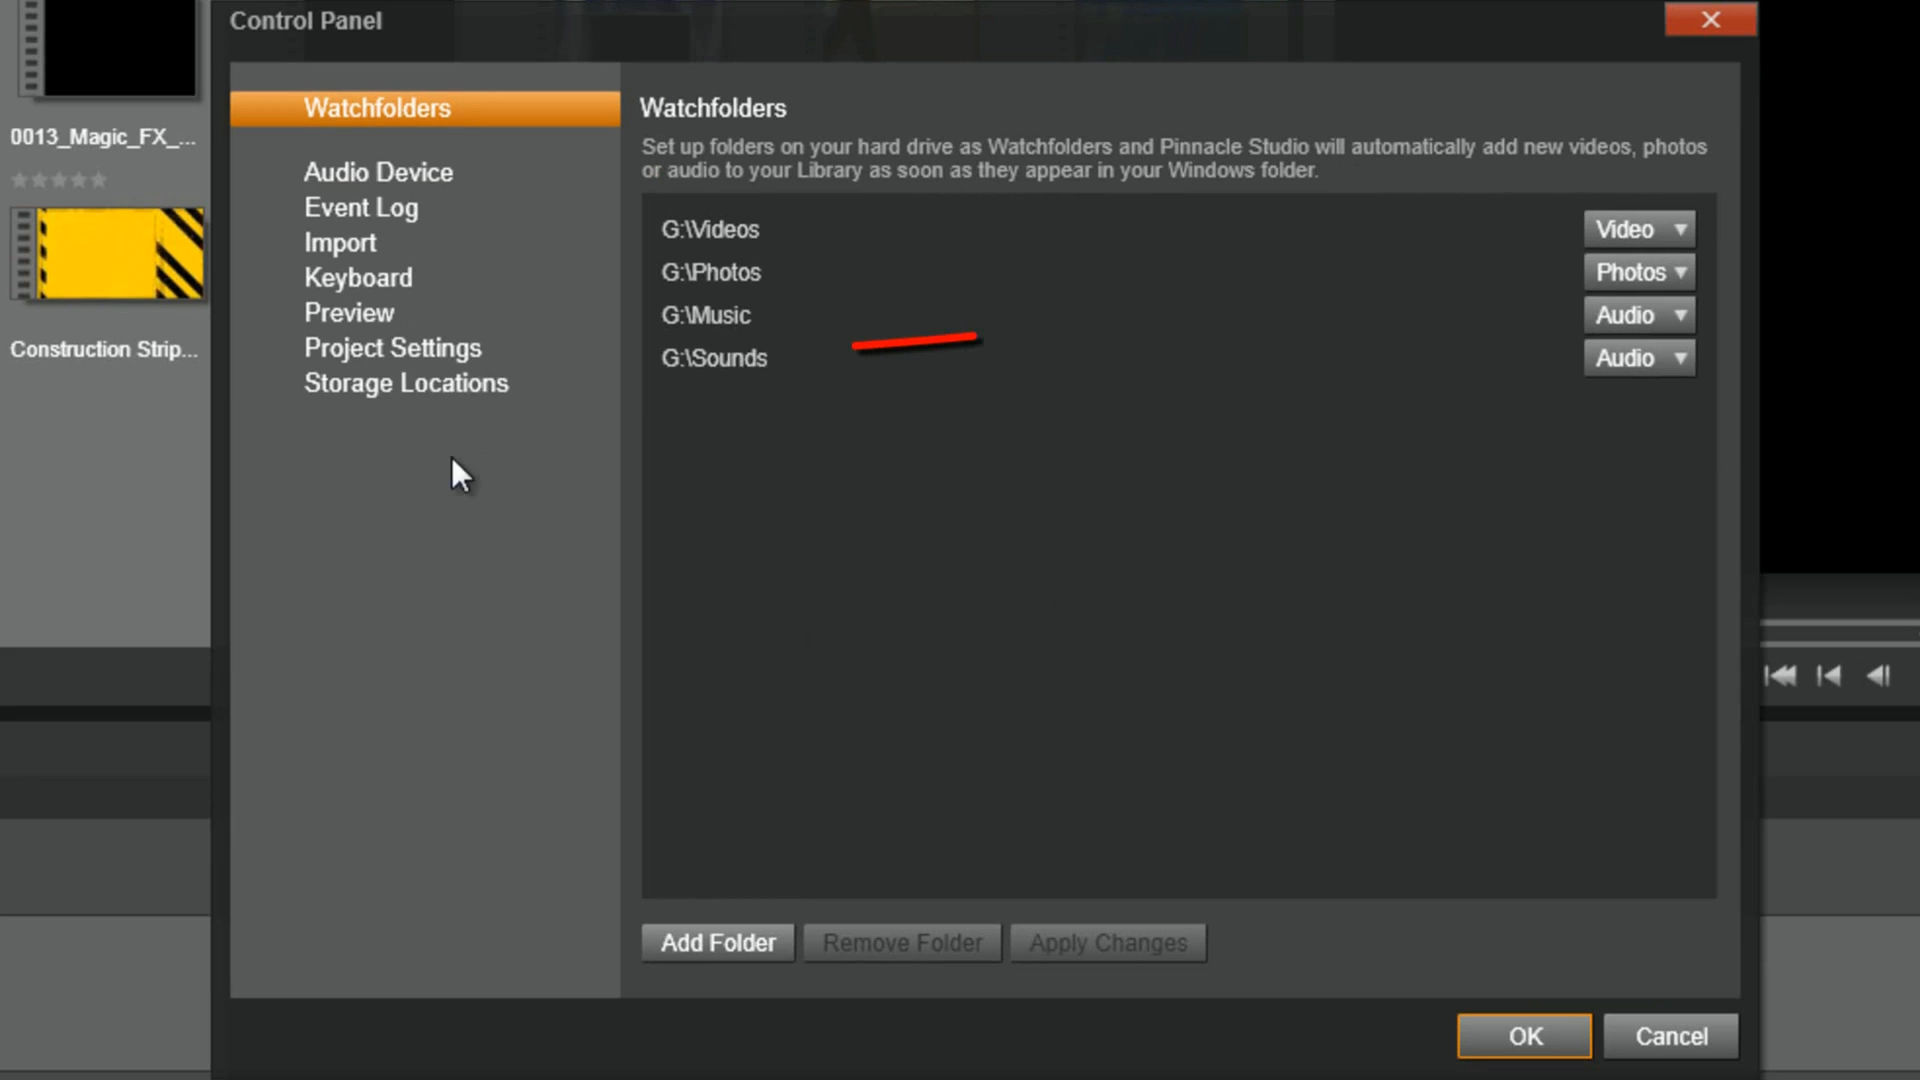 Control Panel
0013_Magic_FX_...
Construction Strip...
Watchfolders
Audio Device
Event Log
Import
Keyboard
Preview
Project Settings
Storage Locations
Watchfolders
Set up folders on your hard drive as Watchfolders and Pinnacle Studio will automatically add new videos, photos
or audio to your Library as soon as they appear in your Windows folder.
G:\Videos Video
G:\Photos Photos
G:\Music Audio
G:\Sounds Audio
Add Folder Remove Folder Apply Changes
OK Cancel